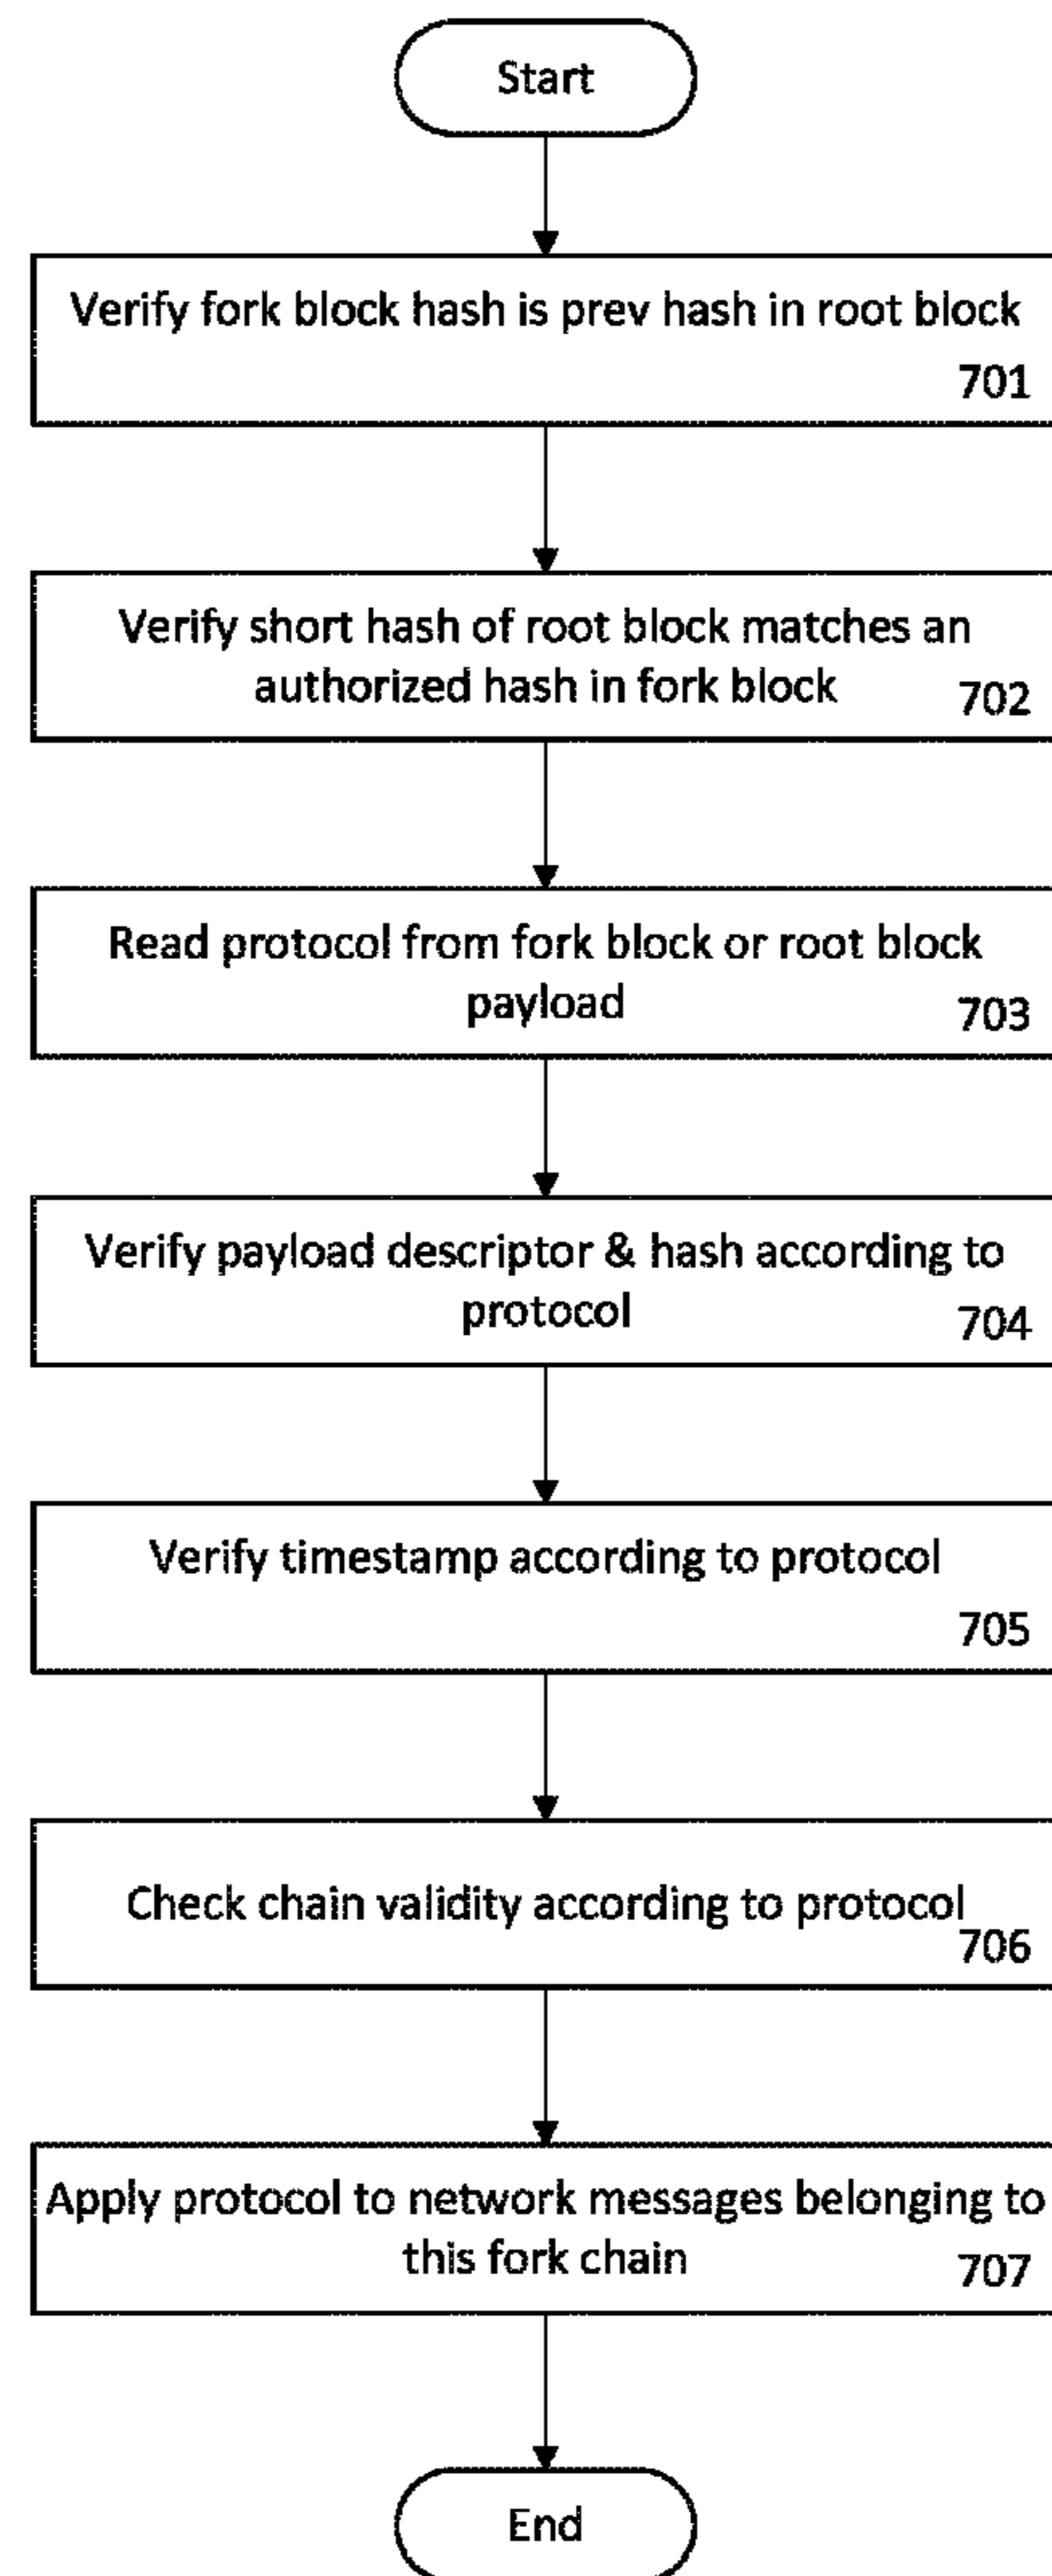 Start
Verify fork block hash is prev hash in root block
701
Verify short hash of root block matches an
authorized hash in fork block
702
Read protocol from fork block or root block
payload
703
Verify payload descriptor & hash according to
protocol
704
Verify timestamp according to protocol
705
Check chain validity according to protocol
706
Apply protocol to network messages belonging to
this fork chain
707
End